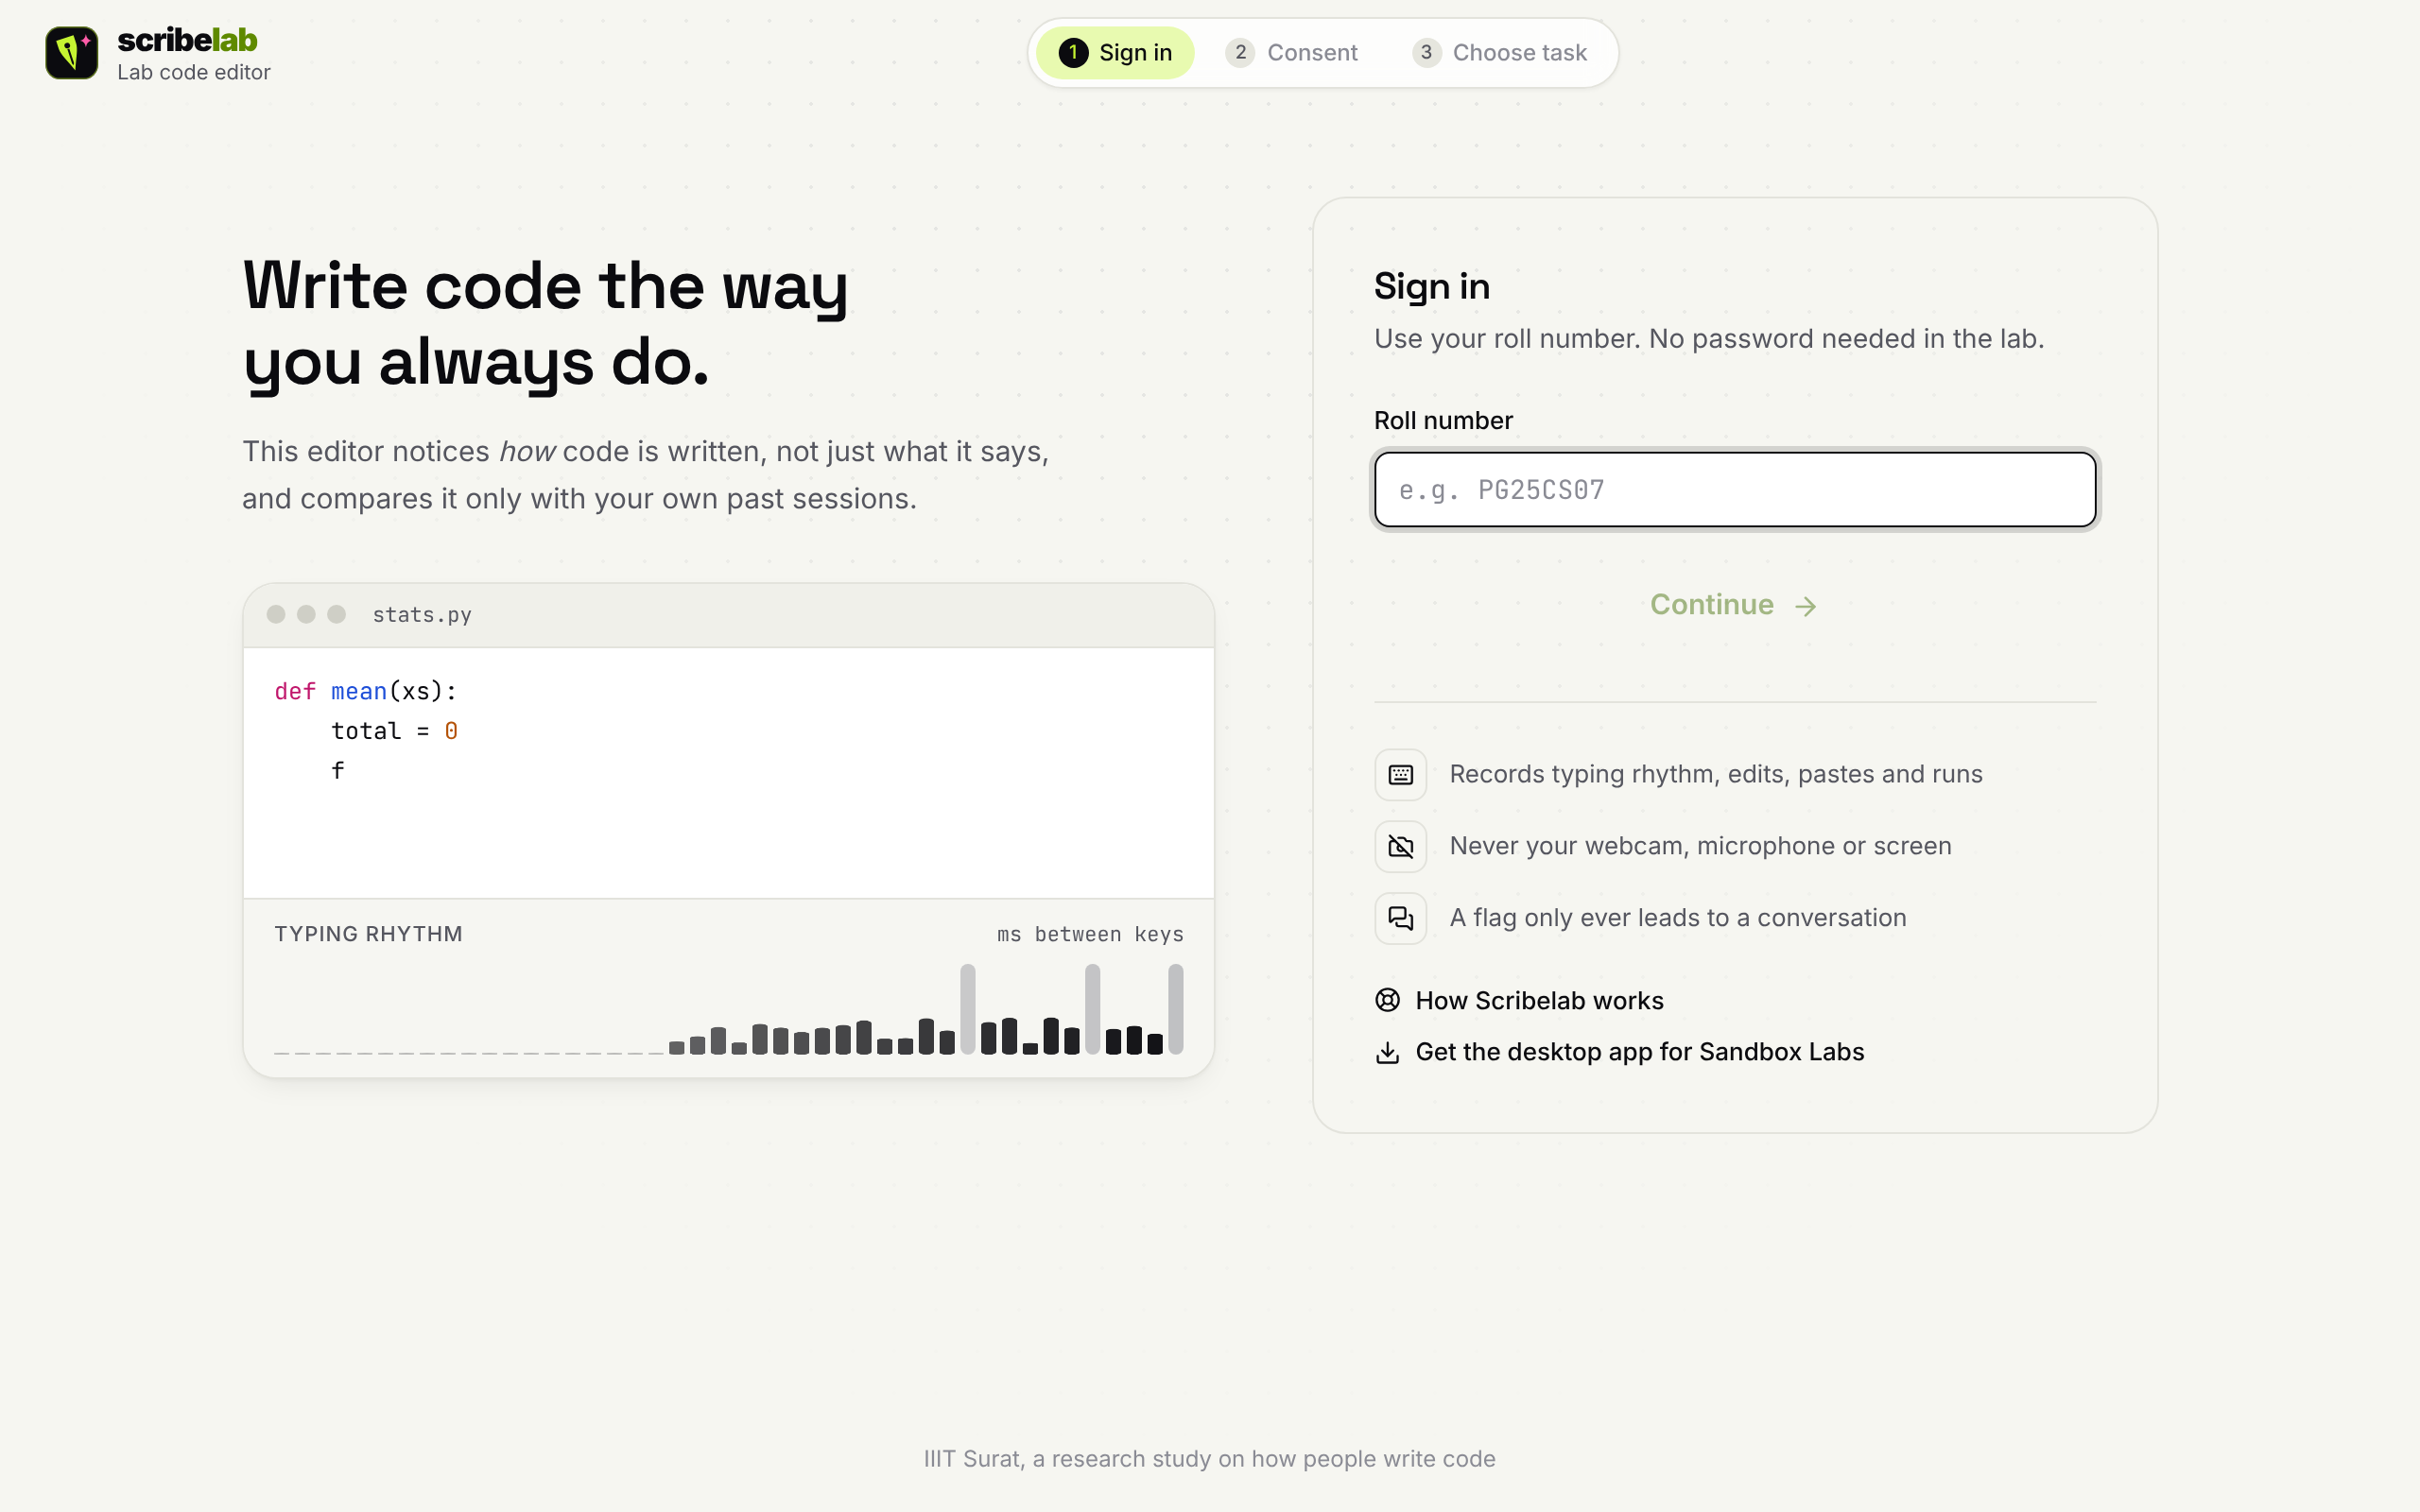 scribelab
Lab code editor
1 Sign in
2 Consent
3 Choose task
Write code the way
you always do.
This editor notices how code is written, not just what it says,
and compares it only with your own past sessions.
stats.py
def mean(xs):
    total = 0
    f
TYPING RHYTHM
ms between keys
Sign in
Use your roll number. No password needed in the lab.
Roll number
e.g. PG25CS07
Continue →
Records typing rhythm, edits, pastes and runs
Never your webcam, microphone or screen
A flag only ever leads to a conversation
How Scribelab works
Get the desktop app for Sandbox Labs
IIIT Surat, a research study on how people write code